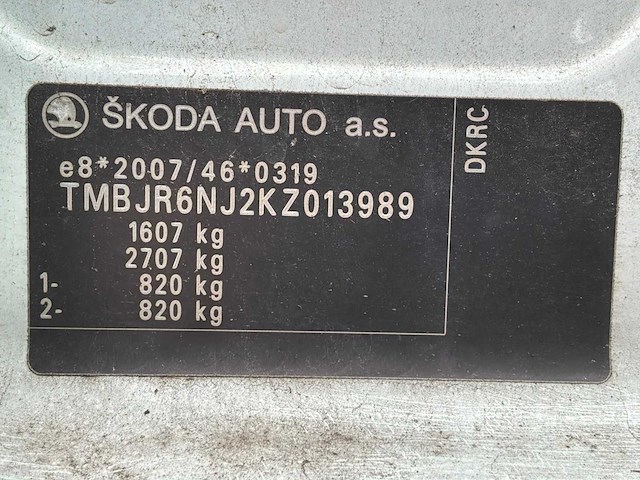 ŠKODA AUTO a.s.
e8*2007/46*0319
TMBJR6NJ2KZ013989
1607 kg
2707 kg
1- 820 kg
2- 820 kg
DKRC